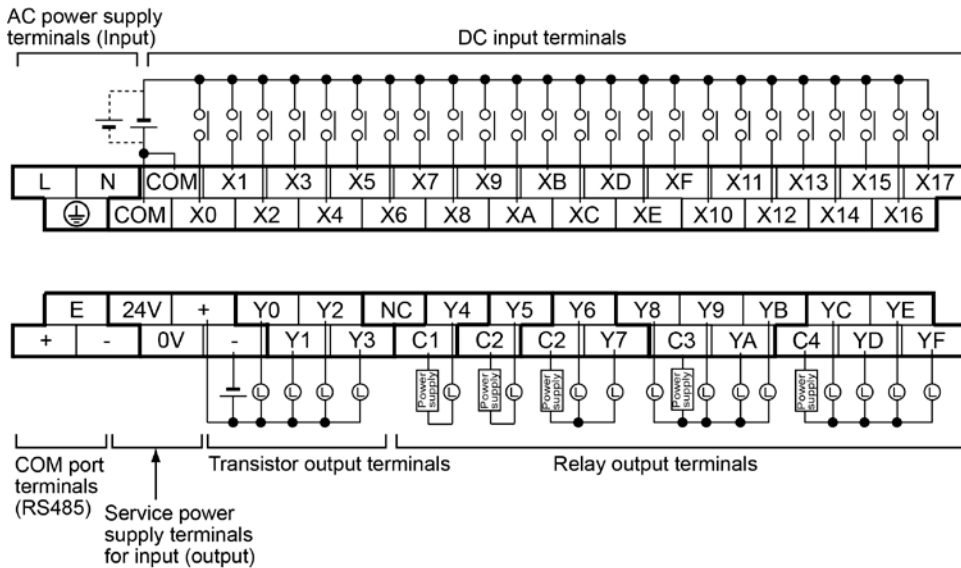 AC power supply
terminals (Input)
DC input terminals
L N COM X1 X3 X5 X7 X9 XB XD XF X11 X13 X15 X17
COM X0 X2 X4 X6 X8 XA XC XE X10 X12 X14 X16
E 24V + Y0 Y2 NC Y4 Y5 Y6 Y8 Y9 YB YC YE
+ - 0V - Y1 Y3 C1 C2 C2 Y7 C3 YA C4 YD YF
Power supply L L L L Power supply L Power supply L Power supply L L L Power supply L L L Power supply L L L L
COM port
terminals
(RS485)
Service power
supply terminals
for input (output)
Transistor output terminals
Relay output terminals